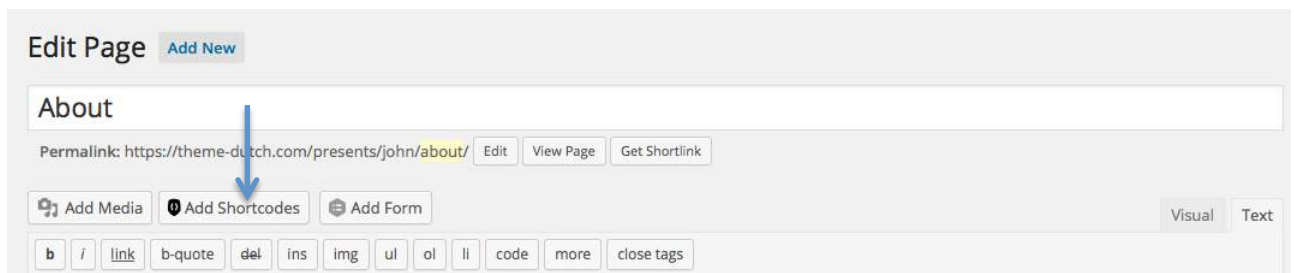 Edit Page Add New
About
Permalink: https://theme-dutch.com/presents/john/about/ Edit View Page Get Shortlink
Add Media Add Shortcodes Add Form Visual Text
b i link b-quote del ins img ul ol li code more close tags